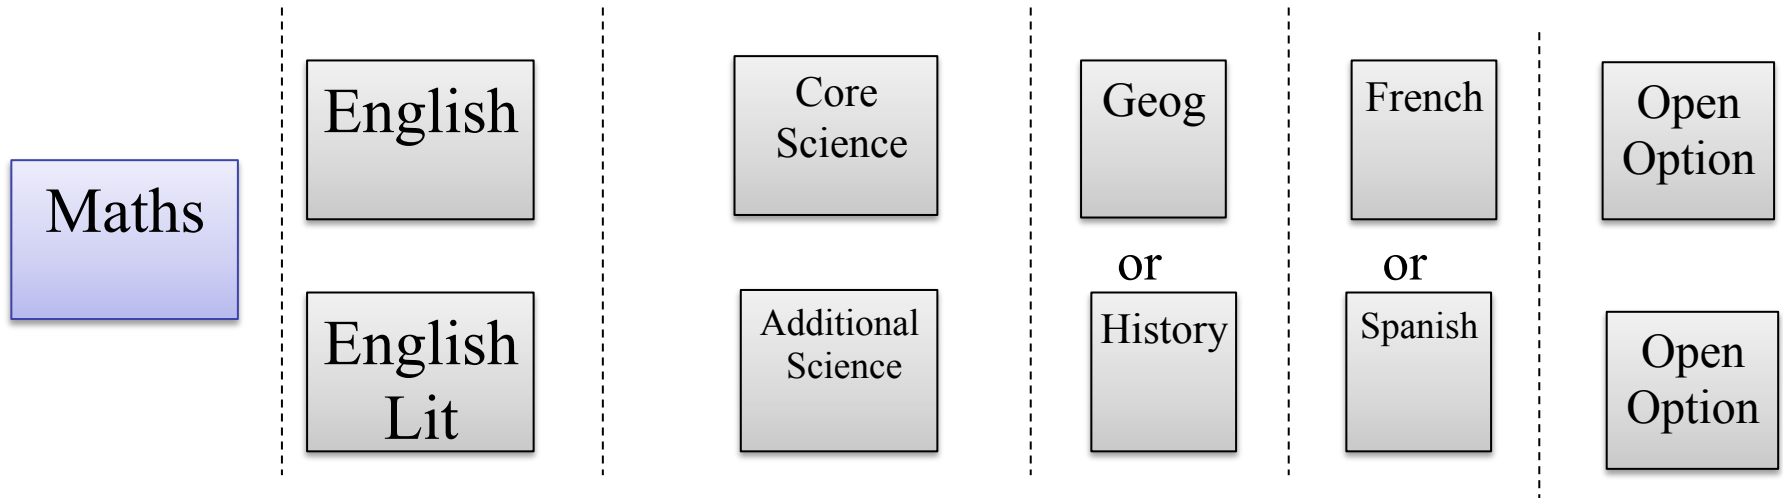 Maths
English
English
Lit
Core
Science
Additional
Science
Geog
or
History
French
or
Spanish
Open
Option
Open
Option